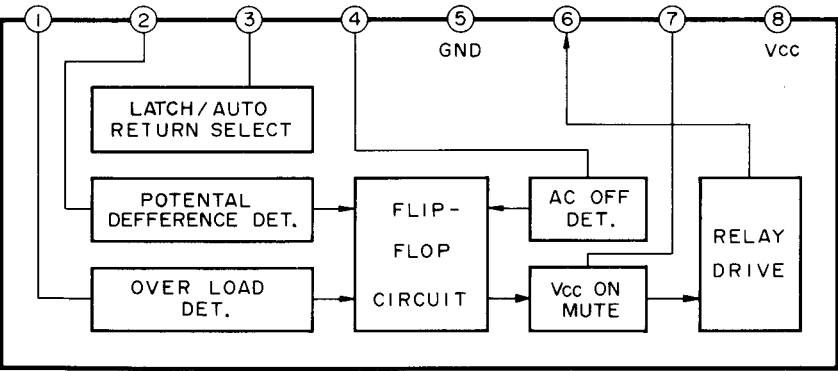 1 2 3 4 5 6 7 8
GND
VCC
LATCH/AUTO
RETURN SELECT
POTENTAL
DEFFERENCE DET.
OVER LOAD
DET.
FLIP-
FLOP
CIRCUIT
AC OFF
DET.
Vcc ON
MUTE
RELAY
DRIVE